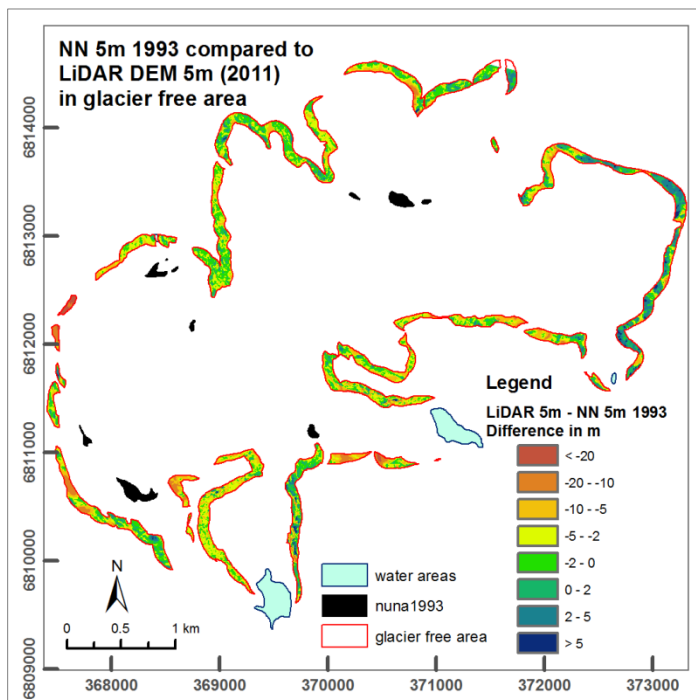 NN 5m 1993 compared to
LiDAR DEM 5m (2011)
in glacier free area
6814000
6813000
6812000
6811000
6810000
6809000
Legend
LiDAR 5m - NN 5m 1993
Difference in m
< -20
-20 - -10
-10 - -5
-5 - -2
-2 - 0
0 - 2
2 - 5
> 5
water areas
nuna1993
glacier free area
N
0 0.5 1 km
368000 369000 370000 371000 372000 373000